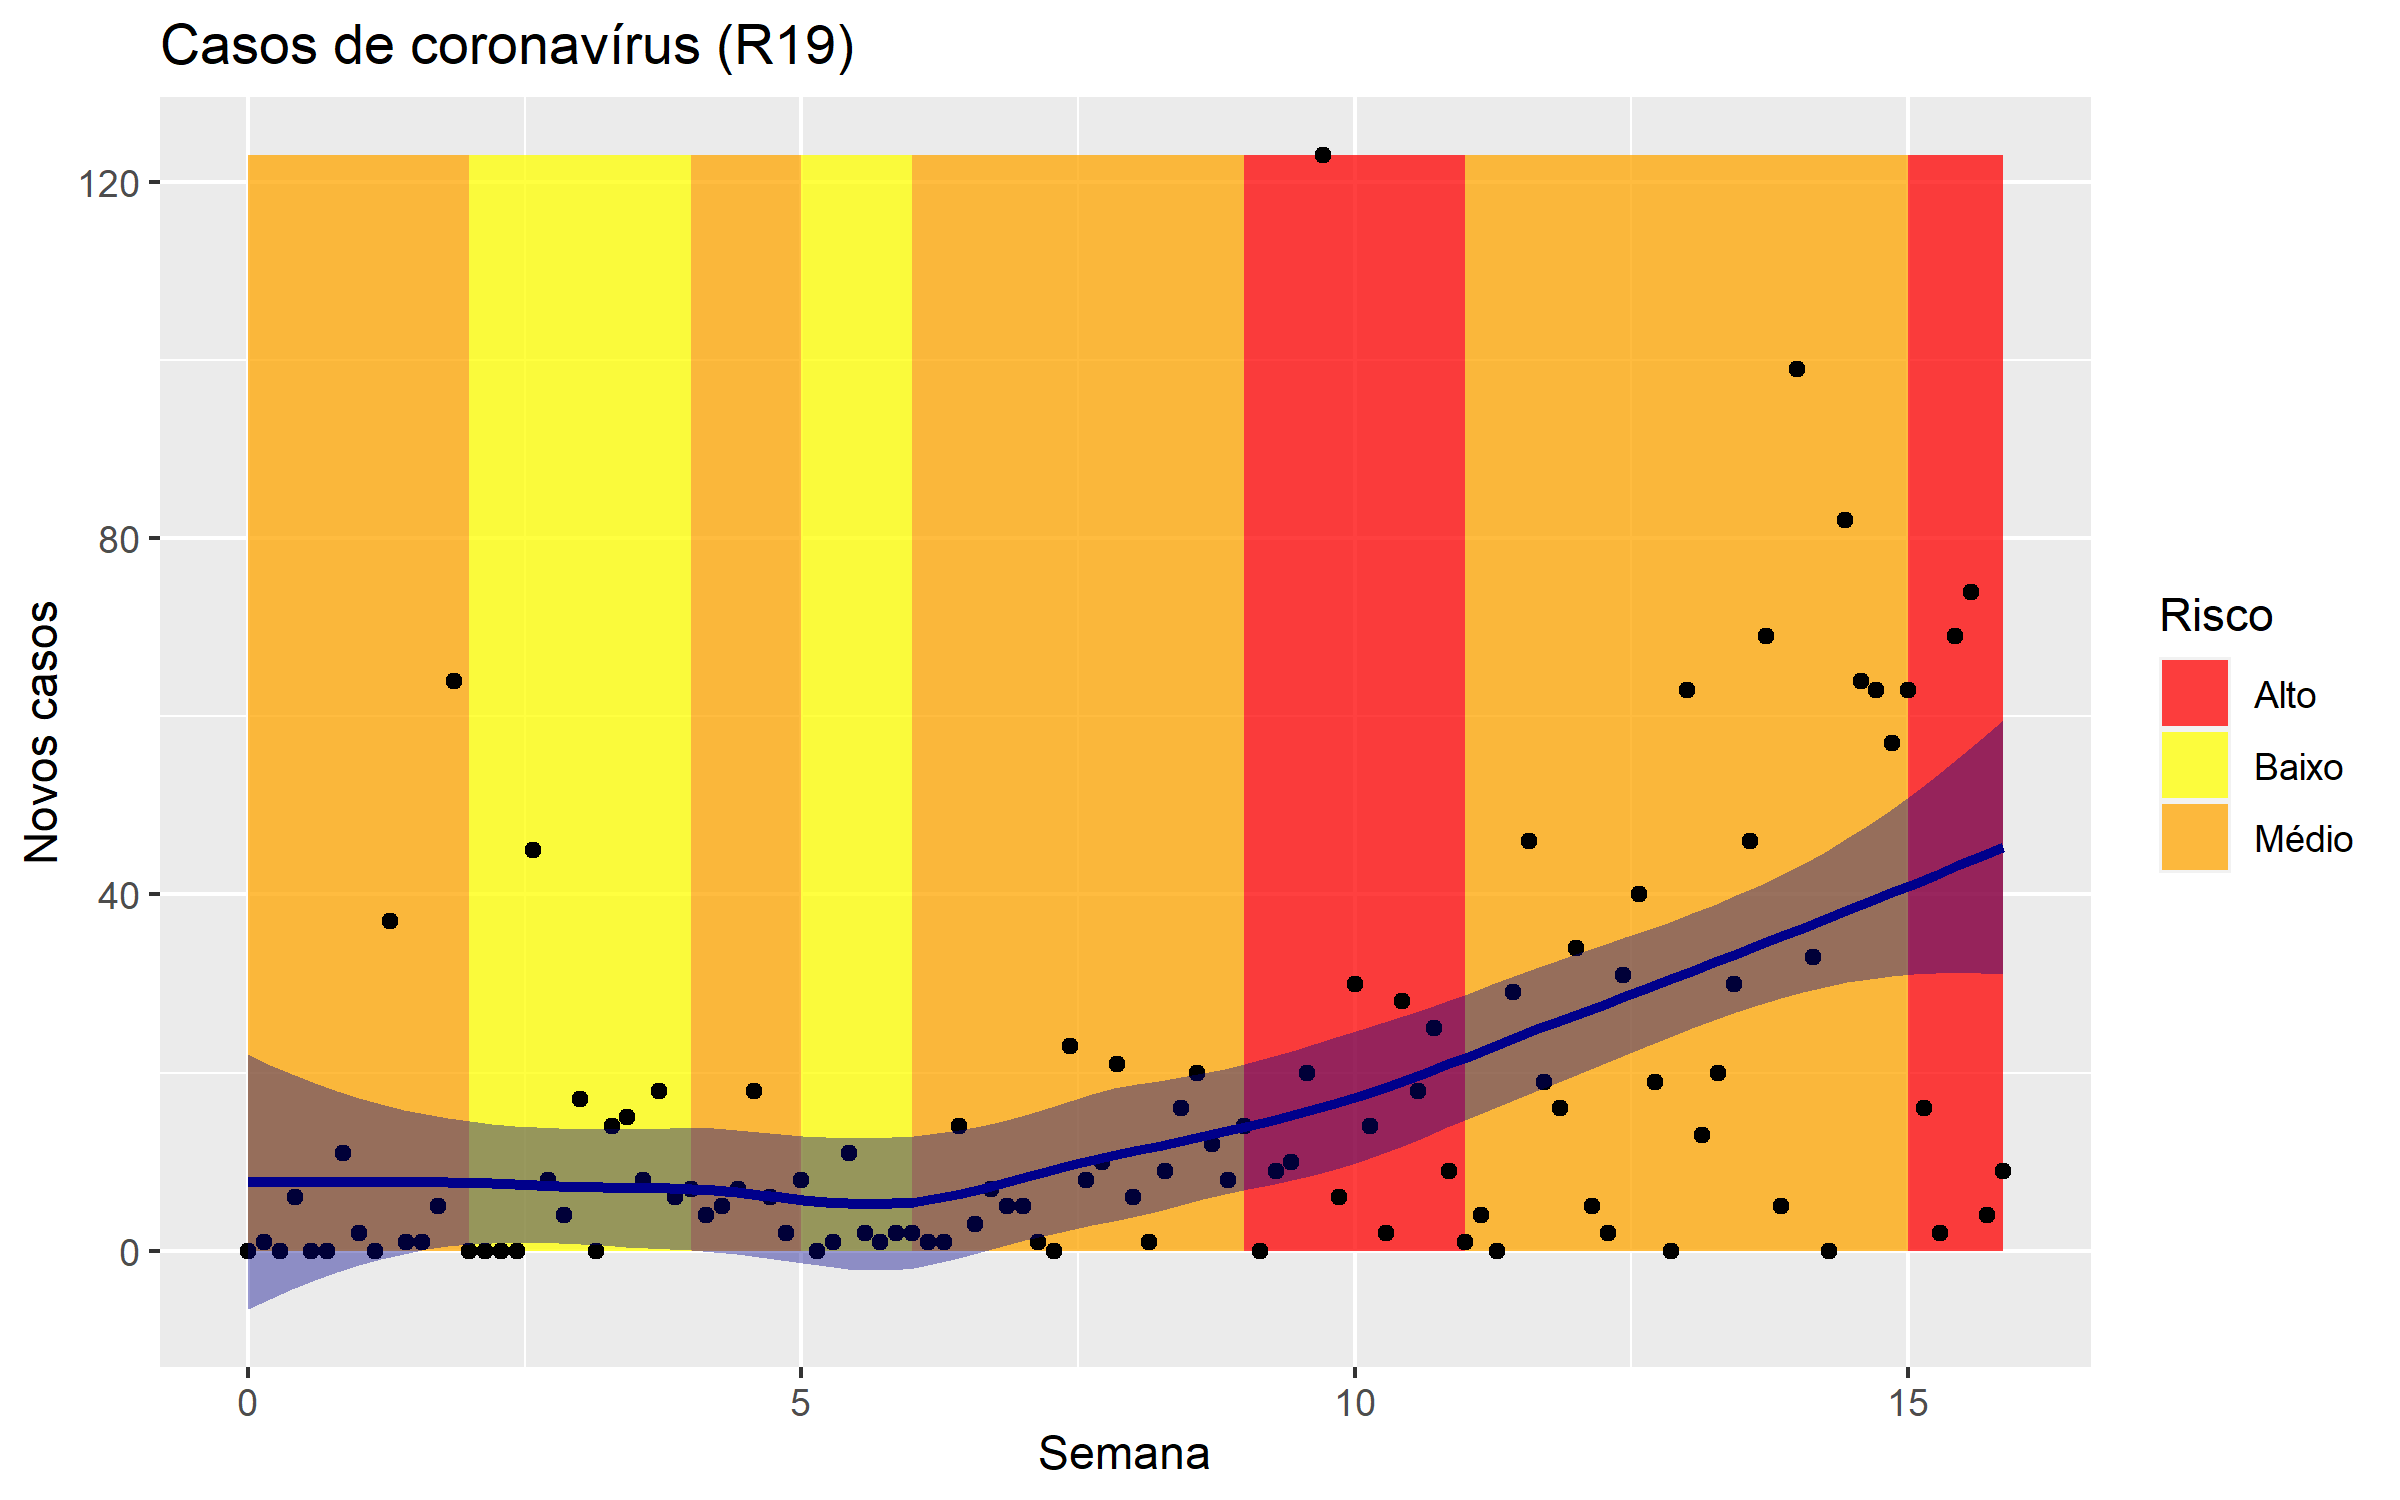 Casos de coronavírus (R19)
120
80
40
0
Novos casos
0
5
10
15
Semana
Risco
Alto
Baixo
Médio